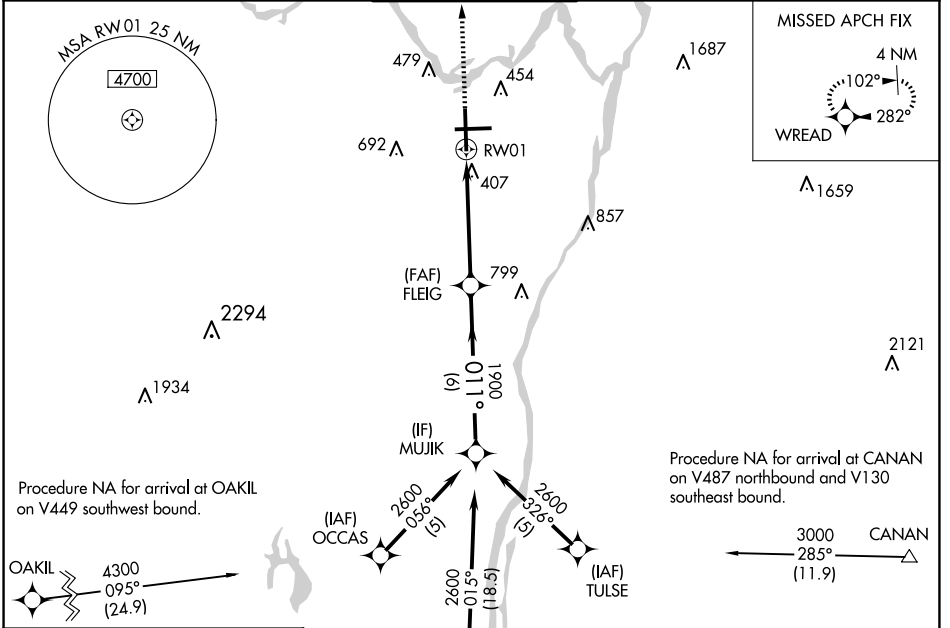 MSA RW01 25 NM
4700
479
454
1687
MISSED APCH FIX
4 NM
102°
282°
WREAD
692
RW01
407
1659
857
(FAF)
FLEIG
799
2294
2121
1934
1900
011°
(6)
(IF)
MUJIK
Procedure NA for arrival at OAKIL
on V449 southwest bound.
Procedure NA for arrival at CANAN
on V487 northbound and V130
southeast bound.
2600
056°
(5)
(IAF)
OCCAS
2600
326°
(5)
(IAF)
TULSE
2600
015°
(18.5)
OAKIL
4300
095°
(24.9)
3000
285°
(11.9)
CANAN